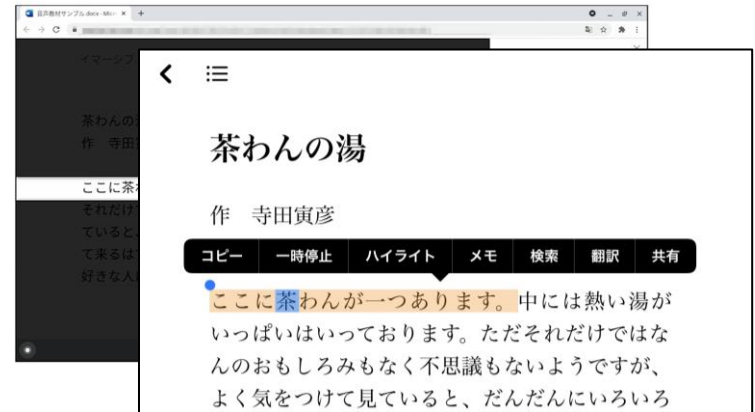 音声教材サンプル.docx - Micr
イマーシブ
茶わんの
作 寺田寅
ここに茶
それだけ
ていると、
て来るは
好きな人
茶わんの湯
作 寺田寅彦
コピー 一時停止 ハイライト メモ 検索 翻訳 共有
ここに茶わんが一つあります。中には熱い湯が
いっぱいはいっております。ただそれだけではな
んのおもしろみもなく不思議もないようですが、
よく気をつけて見ていると、だんだんにいろいろ